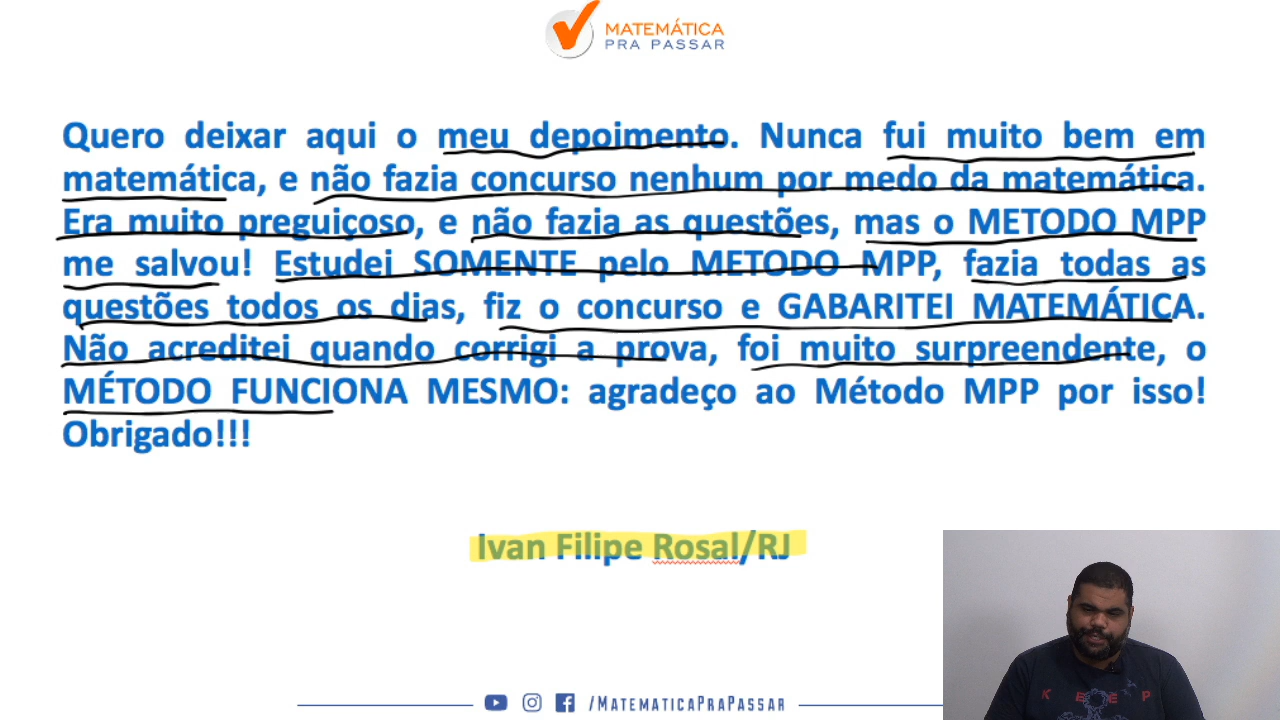 MATEMÁTICA
PRA PASSAR
Quero deixar aqui o meu depoimento. Nunca fui muito bem em
matemática, e não fazia concurso nenhum por medo da matemática.
Era muito preguiçoso, e não fazia as questões, mas o METODO MPP
me salvou! Estudei SOMENTE pelo METODO MPP, fazia todas as
questões todos os dias, fiz o concurso e GABARITEI MATEMÁTICA.
Não acreditei quando corrigi a prova, foi muito surpreendente, o
MÉTODO FUNCIONA MESMO: agradeço ao Método MPP por isso!
Obrigado!!!
Ivan Filipe Rosal/RJ
K E E P
/MATEMATICAPRAPASSAR